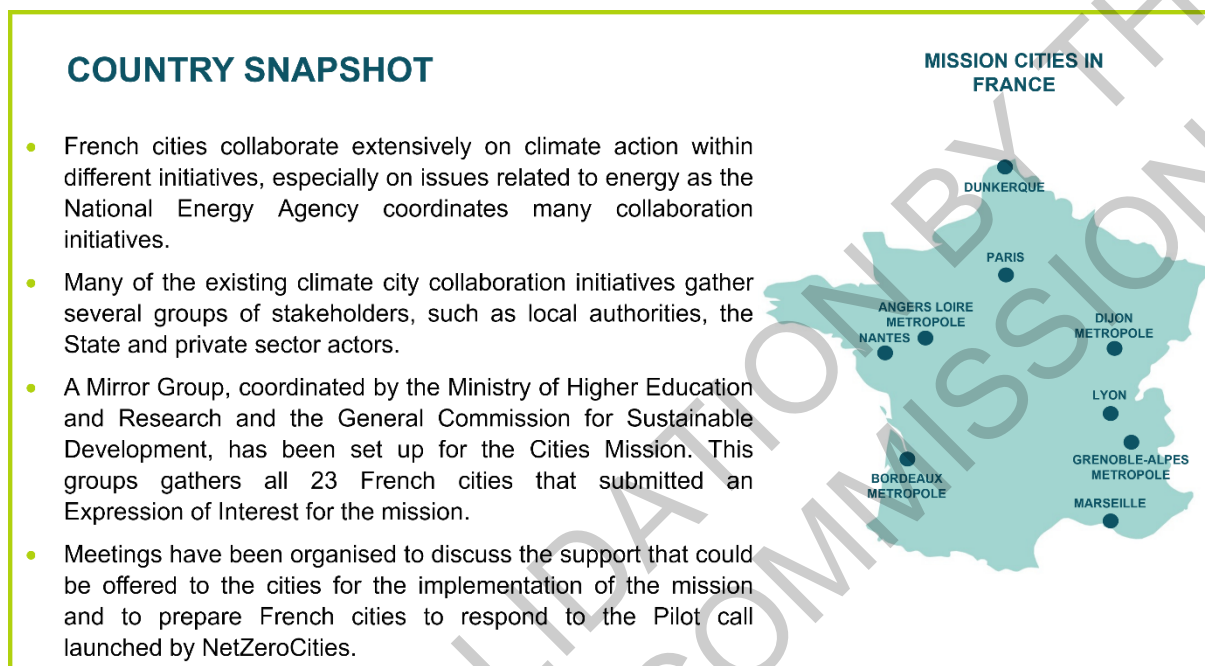 COUNTRY SNAPSHOT
French cities collaborate extensively on climate action within
different initiatives, especially on issues related to energy as the
National Energy Agency coordinates many collaboration
initiatives.
Many of the existing climate city collaboration initiatives gather
several groups of stakeholders, such as local authorities, the
State and private sector actors.
A Mirror Group, coordinated by the Ministry of Higher Education
and Research and the General Commission for Sustainable
Development, has been set up for the Cities Mission. This
groups gathers all 23 French cities that submitted an
Expression of Interest for the mission.
Meetings have been organised to discuss the support that could
be offered to the cities for the implementation of the mission
and to prepare French cities to respond to the Pilot call
launched by NetZeroCities.
MISSION CITIES IN
FRANCE
DUNKERQUE
PARIS
ANGERS LOIRE
METROPOLE
NANTES
DIJON
METROPOLE
LYON
GRENOBLE-ALPES
METROPOLE
BORDEAUX
METROPOLE
MARSEILLE
BY TH